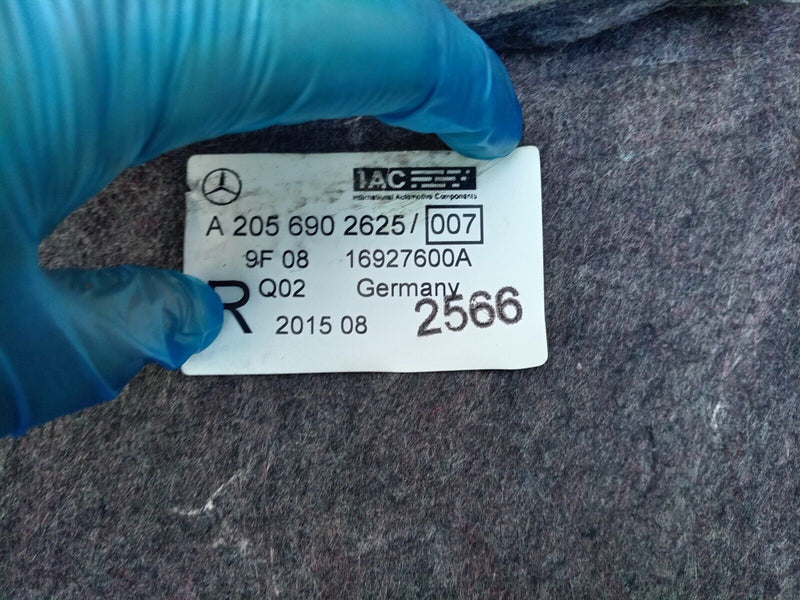 IAC
International Automotive Components
A 205 690 2625/ 007
9F 08 16927600A
Q02 Germany
R
2015 08
2566